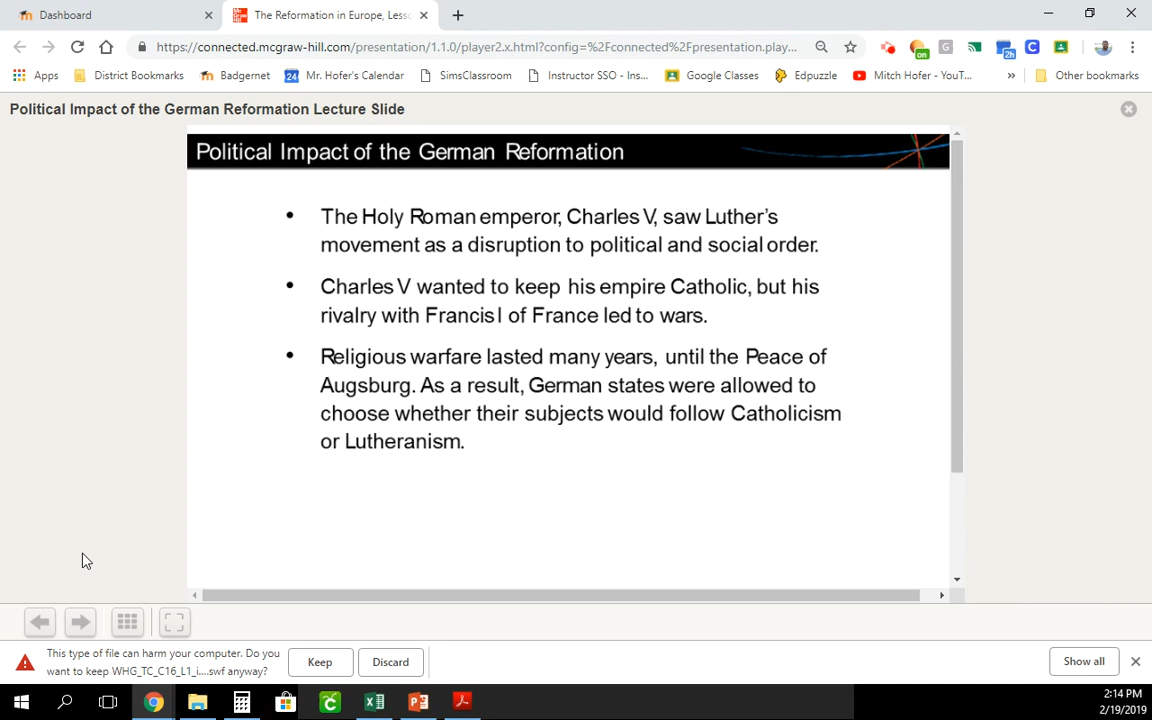 Dashboard
Mc Graw Hill
The Reformation in Europe, Less
https://connected.mcgraw-hill.com/presentation/1.1.0/player2.x.html?config=%2Fconnected%2Fpresentation.play...
on
G
2h
C
Apps
District Bookmarks
Badgernet
24
Mr. Hofer's Calendar
SimsClassroom
Instructor SSO - Ins...
Google Classes
Edpuzzle
Mitch Hofer - YouT...
»
Other bookmarks
Political Impact of the German Reformation Lecture Slide
Political Impact of the German Reformation
• The Holy Roman emperor, Charles V, saw Luther's
movement as a disruption to political and social order.
• Charles V wanted to keep his empire Catholic, but his
rivalry with Francis I of France led to wars.
• Religious warfare lasted many years, until the Peace of
Augsburg. As a result, German states were allowed to
choose whether their subjects would follow Catholicism
or Lutheranism.
This type of file can harm your computer. Do you
want to keep WHG_TC_C16_L1_i....swf anyway?
Keep
Discard
Show all
2:14 PM
2/19/2019